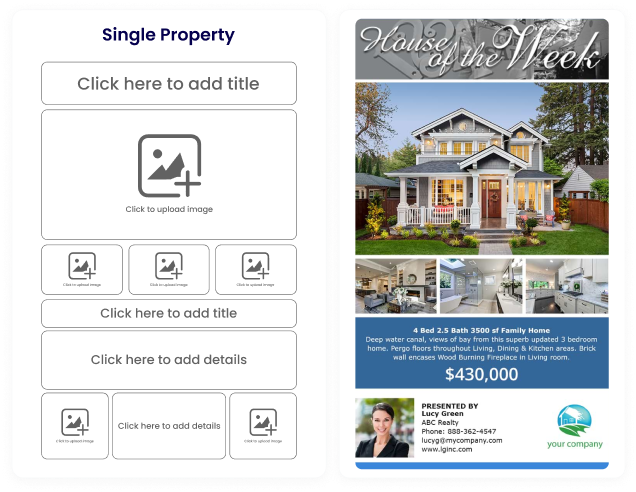 Single Property
Click here to add title
Click to upload image
Click to upload image
Click to upload image
Click to upload image
Click here to add title
Click here to add details
Click to upload image
Click here to add details
Click to upload image
House
of the Week
4 Bed 2.5 Bath 3500 sf Family Home
Deep water canal, views of bay from this superb updated 3 bedroom
home. Pergo floors throughout Living, Dining & Kitchen areas. Brick
wall encases Wood Burning Fireplace in Living room.
$430,000
PRESENTED BY
Lucy Green
ABC Realty
Phone: 888-362-4547
lucyg@mycompany.com
www.lginc.com
your company